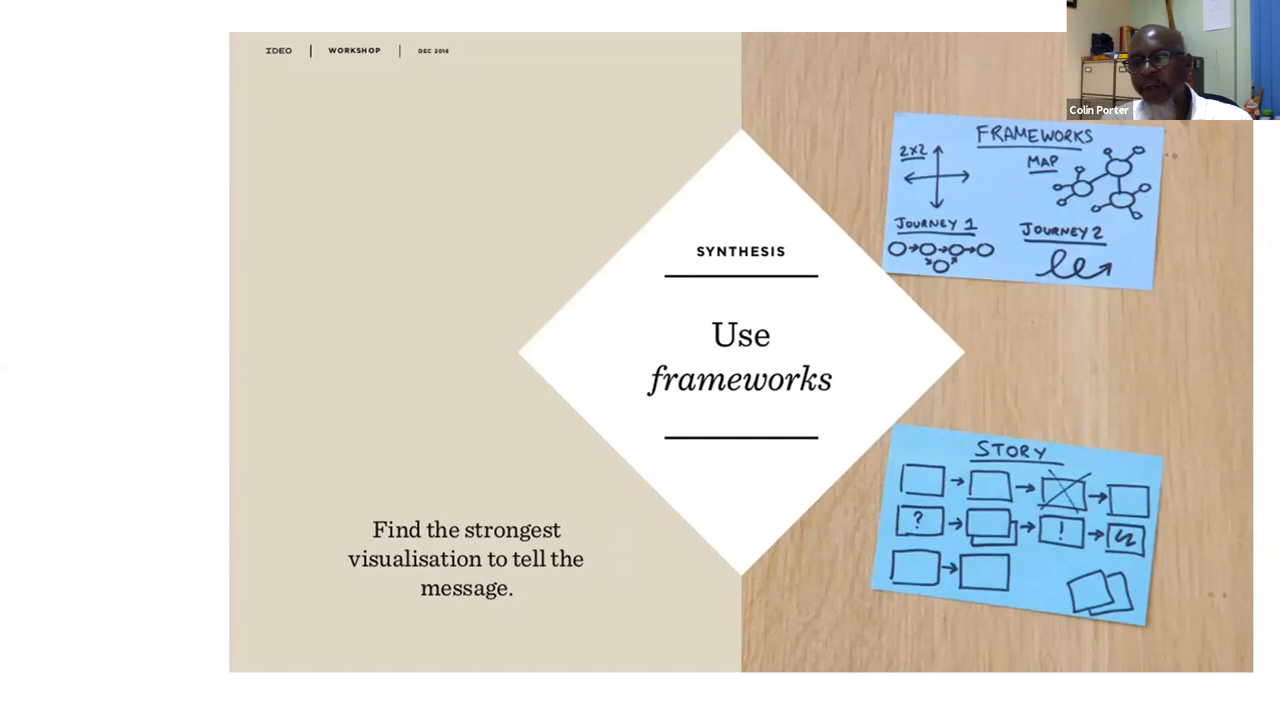 IDEO | WORKSHOP | DEC 2016
Colin Porter
FRAMEWORKS
2x2
MAP
JOURNEY 1
JOURNEY 2
SYNTHESIS
Use
frameworks
STORY
?
!
Find the strongest
visualisation to tell the
message.